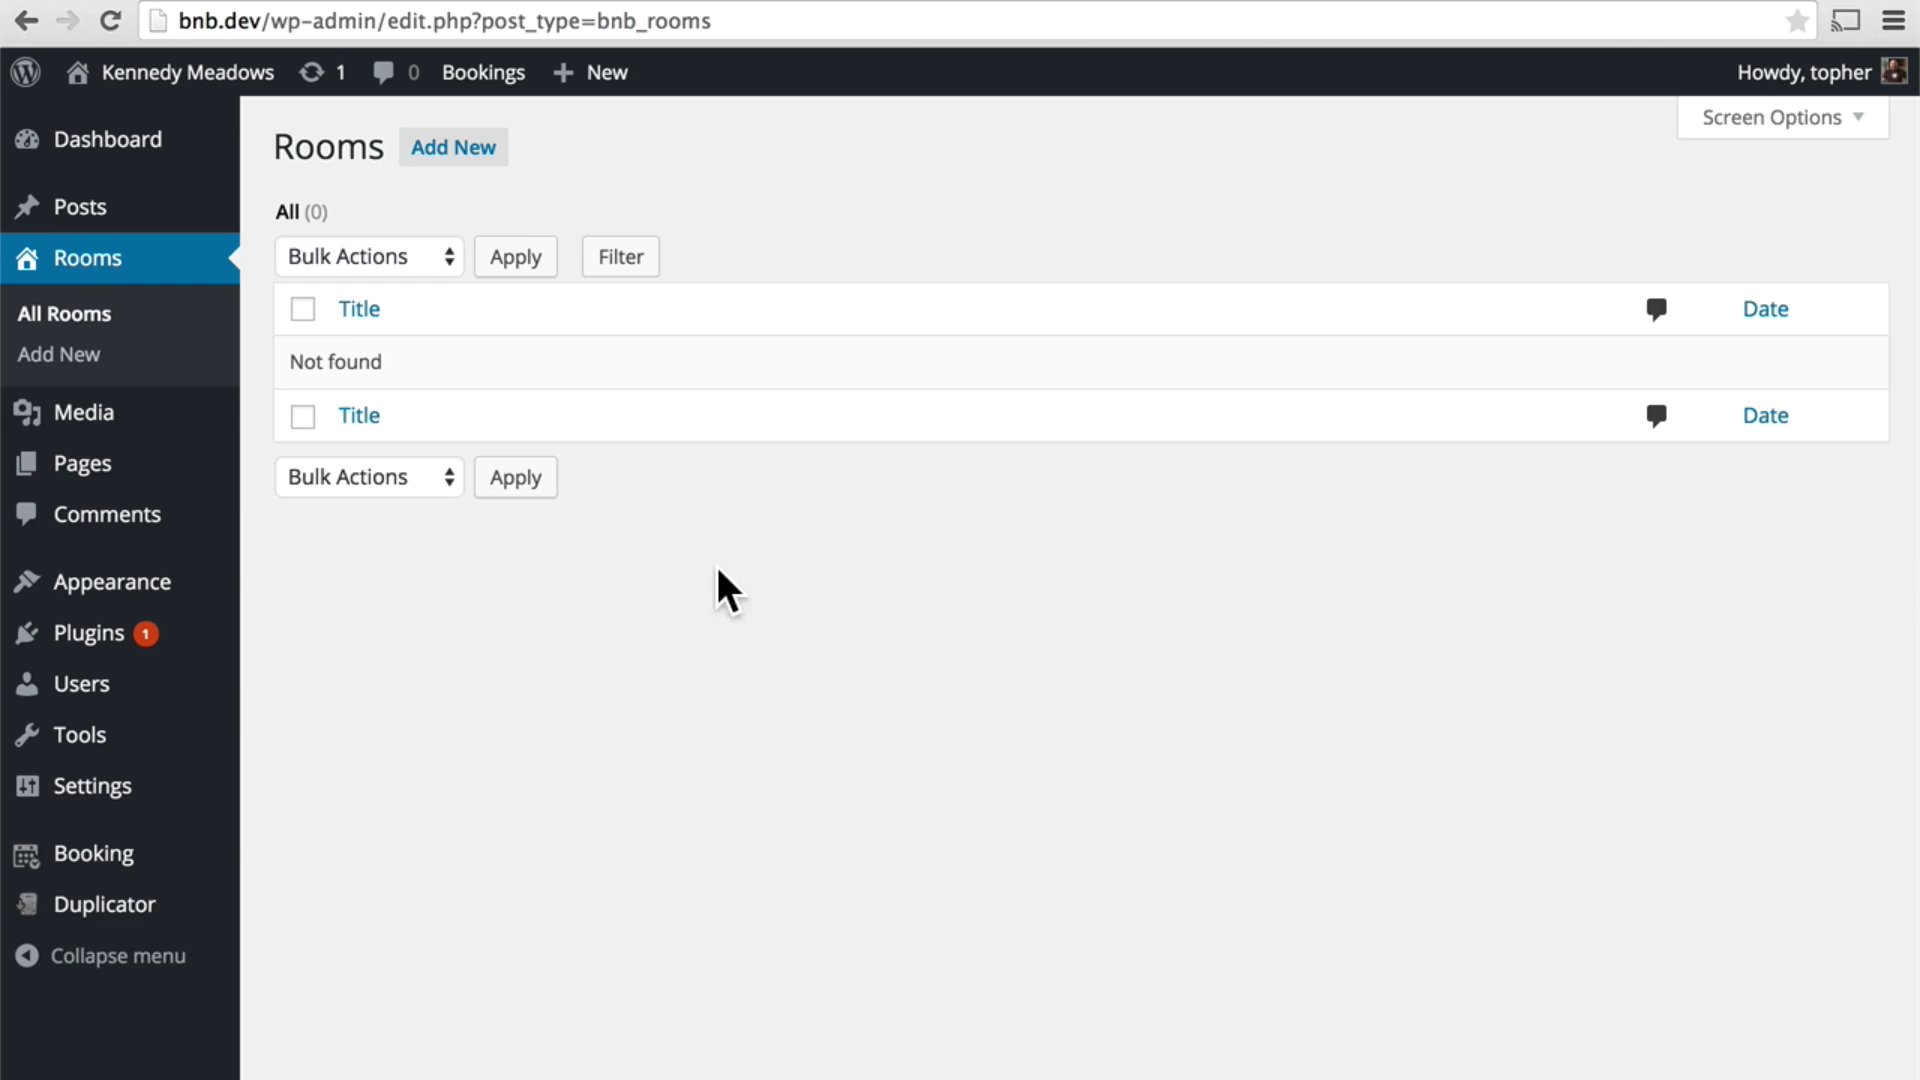 bnb.dev/wp-admin/edit.php?post_type=bnb_rooms
Kennedy Meadows 1 0 Bookings New Howdy, topher
Screen Options
Dashboard
Posts
Rooms
All Rooms
Add New
Media
Pages
Comments
Appearance
Plugins 1
Users
Tools
Settings
Booking
Duplicator
Collapse menu
Rooms Add New
All (0)
Bulk Actions Apply Filter
Title Date
Not found
Title Date
Bulk Actions Apply